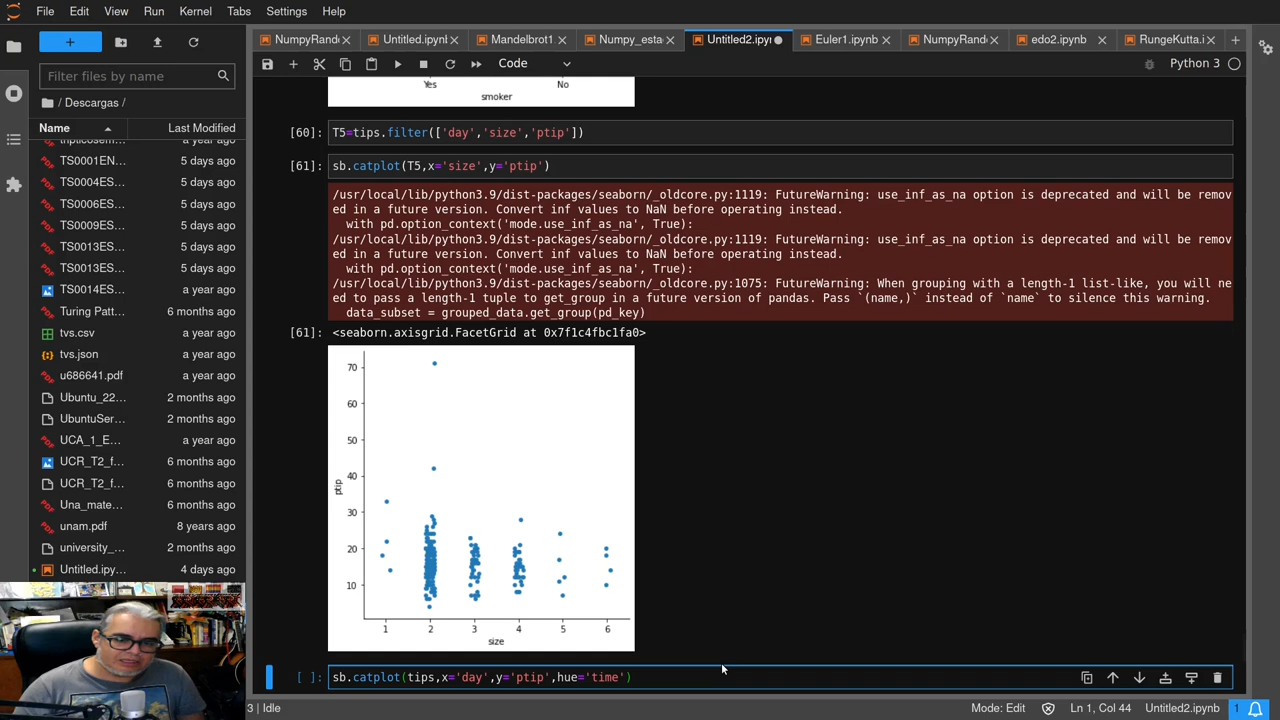 File Edit View Run Kernel Tabs Settings Help
NumpyRand Untitled.ipynl Mandelbrot1 Numpy_esta Untitled2.ipyn Euler1.ipynb NumpyRand edo2.ipynb RungeKutta.i
Filter files by name
Code
Python 3
/ Descargas /
Name Last Modified
a year ago
TS0001EN... 5 days ago
TS0004ES... 5 days ago
TS0006ES... 5 days ago
TS0009ES... 5 days ago
TS0013ES... 5 days ago
TS0013ES... 5 days ago
TS0014ES... 5 days ago
Turing Patt... 6 months ago
tvs.csv a year ago
tvs.json a year ago
u686641.pdf a year ago
Ubuntu_22... 2 months ago
UbuntuSer... 2 months ago
UCA_1_E... a year ago
UCR_T2_f... 6 months ago
UCR_T2_f... 6 months ago
Una_mate... 6 months ago
unam.pdf 8 years ago
university_... 2 months ago
Untitled.ipy... 4 days ago
Yes No
smoker
[60]: T5=tips.filter(['day','size','ptip'])
[61]: sb.catplot(T5,x='size',y='ptip')
/usr/local/lib/python3.9/dist-packages/seaborn/_oldcore.py:1119: FutureWarning: use_inf_as_na option is deprecated and will be remov
ed in a future version. Convert inf values to NaN before operating instead.
with pd.option_context('mode.use_inf_as_na', True):
/usr/local/lib/python3.9/dist-packages/seaborn/_oldcore.py:1119: FutureWarning: use_inf_as_na option is deprecated and will be remov
ed in a future version. Convert inf values to NaN before operating instead.
with pd.option_context('mode.use_inf_as_na', True):
/usr/local/lib/python3.9/dist-packages/seaborn/_oldcore.py:1075: FutureWarning: When grouping with a length-1 list-like, you will ne
ed to pass a length-1 tuple to get_group in a future version of pandas. Pass `(name,)` instead of `name` to silence this warning.
data_subset = grouped_data.get_group(pd_key)
[61]: <seaborn.axisgrid.FacetGrid at 0x7f1c4fbc1fa0>
70
60
50
40
30
20
10
ptip
1 2 3 4 5 6
size
[ ]: sb.catplot(tips,x='day',y='ptip',hue='time')
3 | Idle
Mode: Edit Ln 1, Col 44 Untitled2.ipynb 1